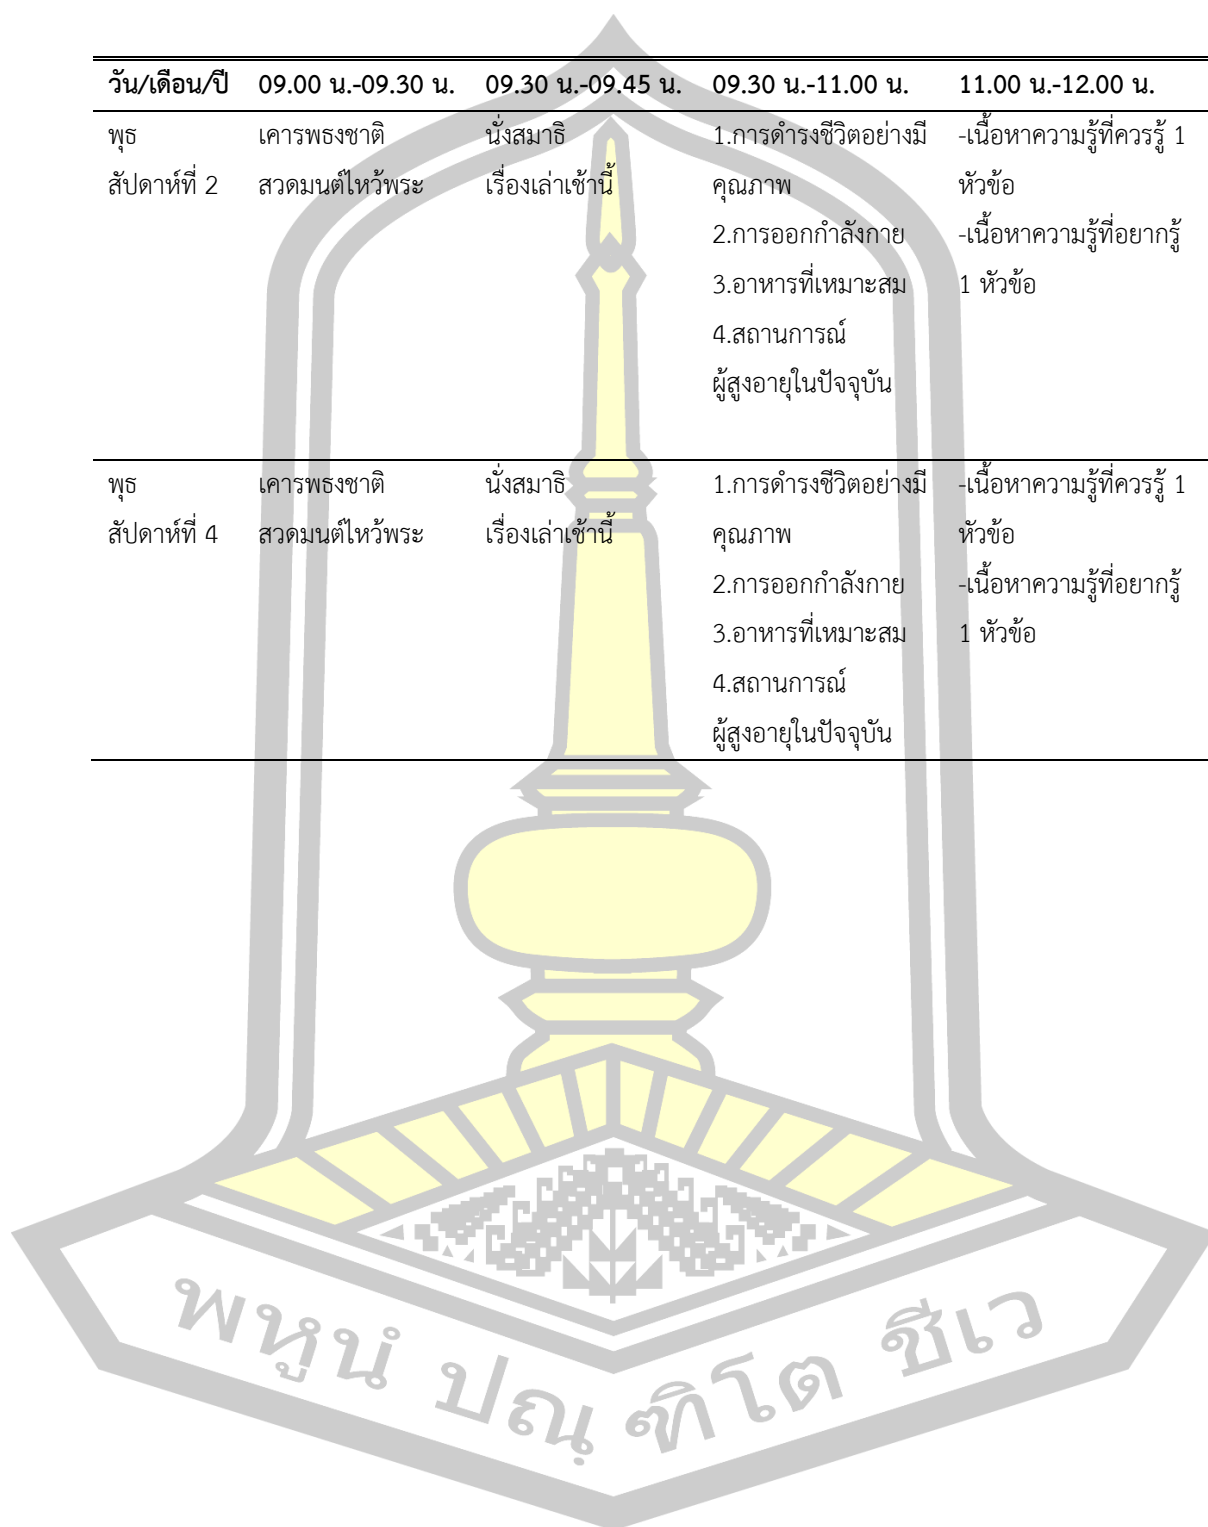 วัน/เดือน/ปี 09.00 น.-09.30 น. 09.30 น.-09.45 น. 09.30 น.-11.00 น. 11.00 น.-12.00 น.
พุธ เคารพธงชาติ นั่งสมาธิ 1.การดำรงชีวิตอย่างมี -เนื้อหาความรู้ที่ควรรู้ 1
สัปดาห์ที่ 2 สวดมนต์ไหว้พระ เรื่องเล่าเช้านี้ คุณภาพ หัวข้อ
2.การออกกำลังกาย -เนื้อหาความรู้ที่อยากรู้
3.อาหารที่เหมาะสม 1 หัวข้อ
4.สถานการณ์
ผู้สูงอายุในปัจจุบัน
พุธ เคารพธงชาติ นั่งสมาธิ 1.การดำรงชีวิตอย่างมี -เนื้อหาความรู้ที่ควรรู้ 1
สัปดาห์ที่ 4 สวดมนต์ไหว้พระ เรื่องเล่าเช้านี้ คุณภาพ หัวข้อ
2.การออกกำลังกาย -เนื้อหาความรู้ที่อยากรู้
3.อาหารที่เหมาะสม 1 หัวข้อ
4.สถานการณ์
ผู้สูงอายุในปัจจุบัน
พหูนํ ปณฺฑิโต ชีเว